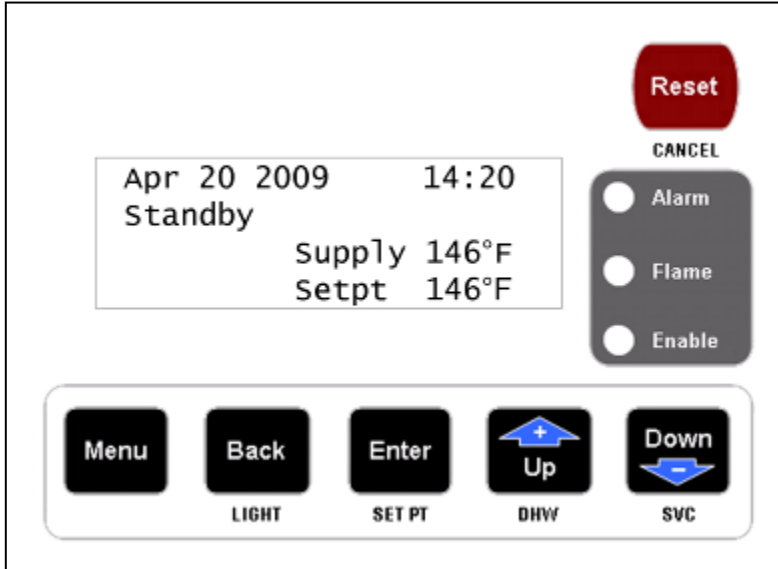 Reset
CANCEL
Apr 20 2009 14:20
Standby
Supply 146°F
Setpt 146°F
Alarm
Flame
Enable
Menu
Back
Enter
+
Up
Down
-
LIGHT
SET PT
DHW
SVC